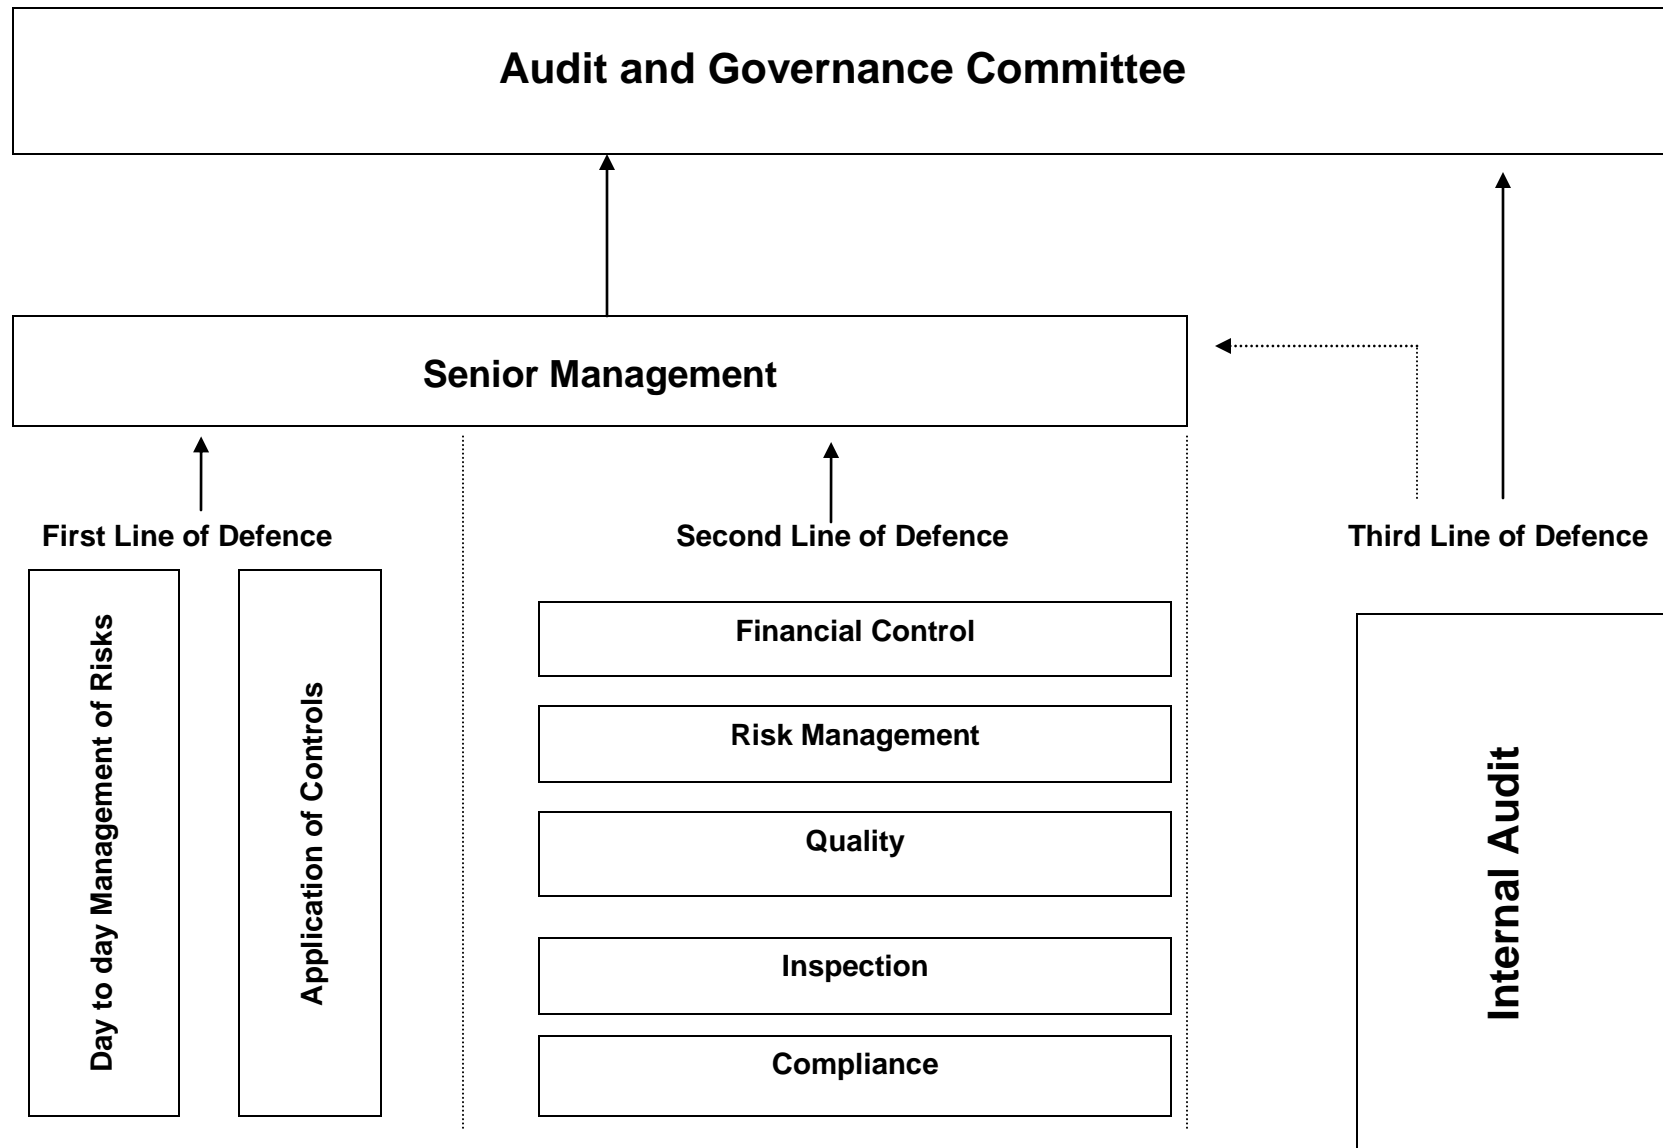 Audit and Governance Committee
Senior Management
First Line of Defence
Second Line of Defence
Third Line of Defence
Day to day Management of Risks
Application of Controls
Financial Control
Risk Management
Quality
Inspection
Compliance
Internal Audit